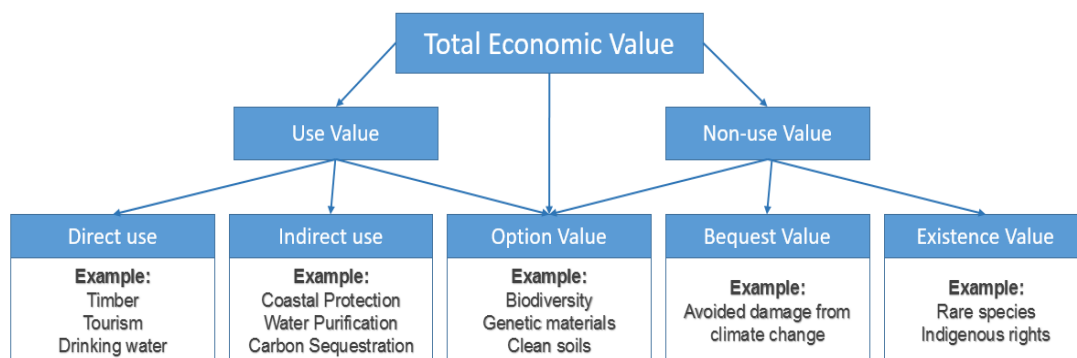 Total Economic Value
Use Value
Non-use Value
Direct use
Example:
Timber
Tourism
Drinking water
Indirect use
Example:
Coastal Protection
Water Purification
Carbon Sequestration
Option Value
Example:
Biodiversity
Genetic materials
Clean soils
Bequest Value
Example:
Avoided damage from
climate change
Existence Value
Example:
Rare species
Indigenous rights